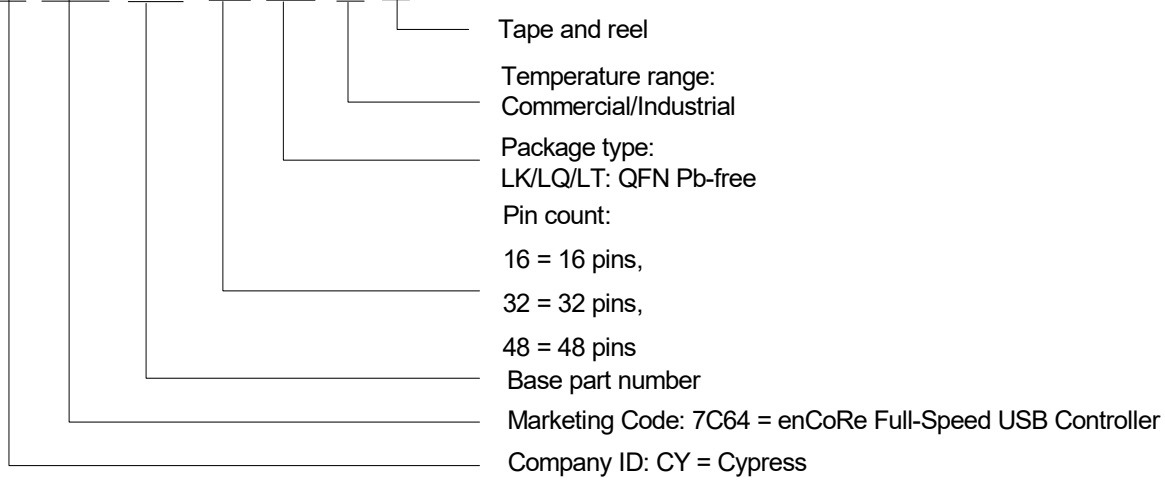 Tape and reel
Temperature range:
Commercial/Industrial
Package type:
LK/LQ/LT: QFN Pb-free
Pin count:
16 = 16 pins,
32 = 32 pins,
48 = 48 pins
Base part number
Marketing Code: 7C64 = enCoRe Full-Speed USB Controller
Company ID: CY = Cypress